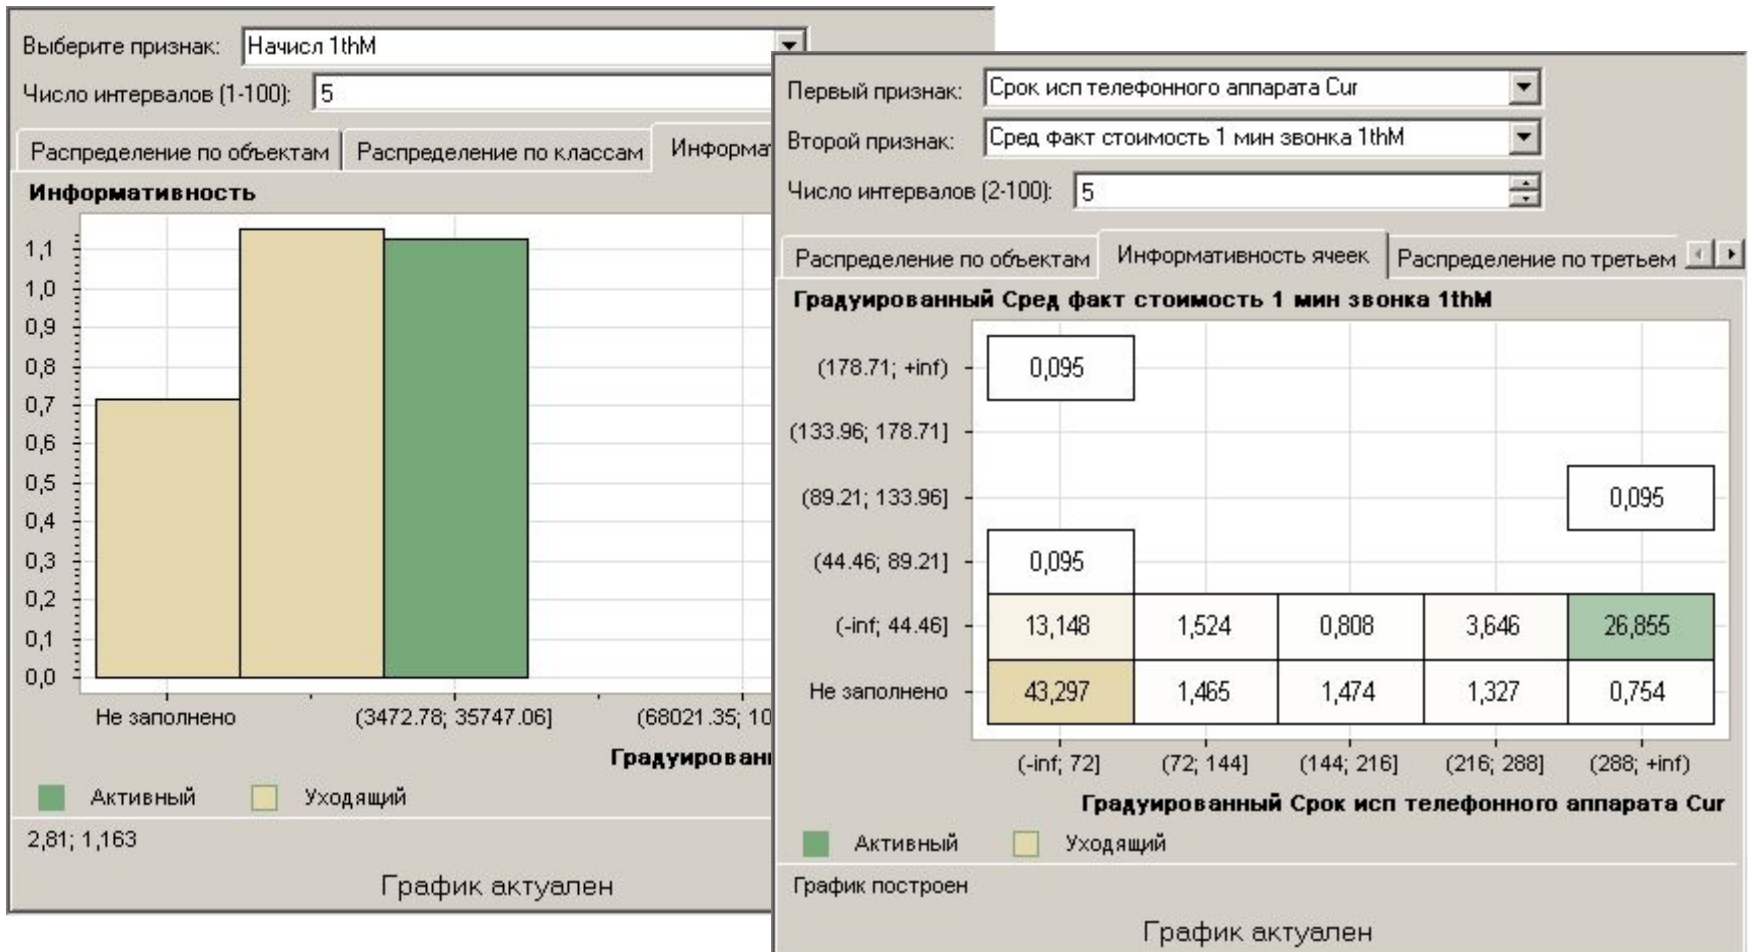 Выберите признак: Начисл 1thM
Число интервалов (1-100): 5
Распределение по объектам Распределение по классам
Информативность
1,1
1,0
0,9
0,8
0,7
0,6
0,5
0,4
0,3
0,2
0,1
0,0
Не заполнено (3472.78; 35747.06] (68021.35; 10
Активный Уходящий
2,81; 1,163
График актуален
Первый признак: Срок исп телефонного аппарата Cur
Второй признак: Сред факт стоимость 1 мин звонка 1thM
Число интервалов (2-100): 5
Распределение по объектам Информативность ячеек Распределение по третьем
Градуированный Сред факт стоимость 1 мин звонка 1thM
(178.71; +inf) 0,095
(133.96; 178.71]
(89.21; 133.96] 0,095
(44.46; 89.21] 0,095
(-inf; 44.46] 13,148 1,524 0,808 3,646 26,855
Не заполнено 43,297 1,465 1,474 1,327 0,754
(-inf; 72] (72; 144] (144; 216] (216; 288] (288; +inf)
Градуированный Срок исп телефонного аппарата Cur
Активный Уходящий
График построен
График актуален